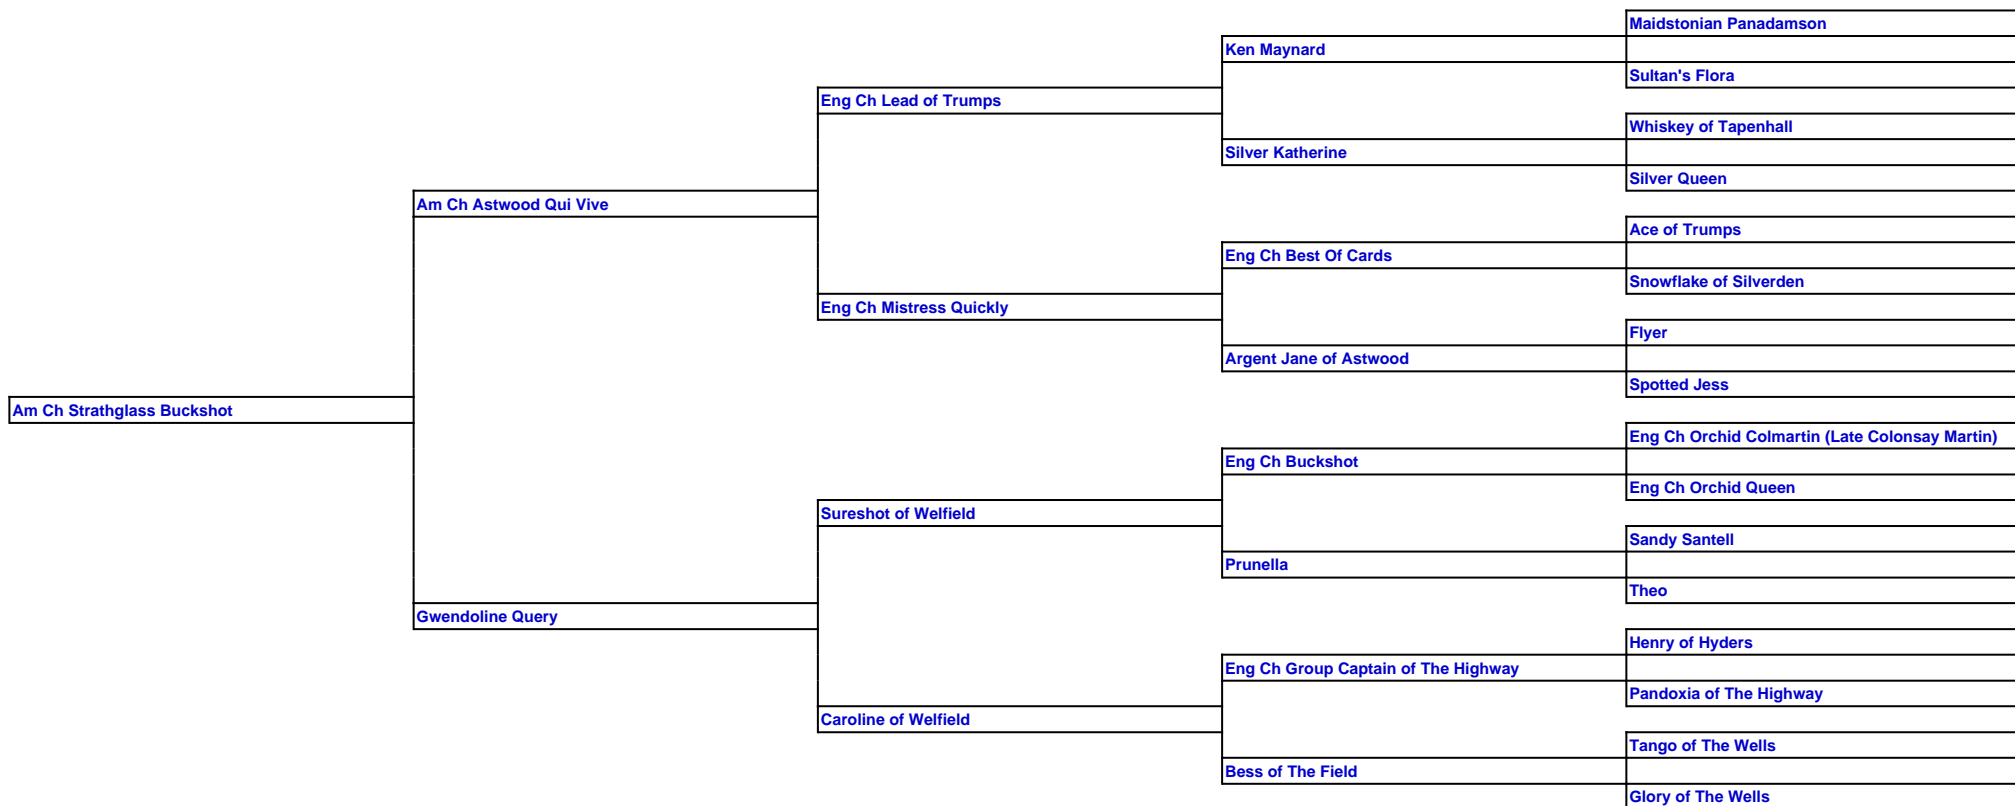 Maidstonian Panadamson
Ken Maynard
Sultan's Flora
Eng Ch Lead of Trumps
Whiskey of Tapenhall
Silver Katherine
Silver Queen
Am Ch Astwood Qui Vive
Ace of Trumps
Eng Ch Best Of Cards
Snowflake of Silverden
Eng Ch Mistress Quickly
Flyer
Argent Jane of Astwood
Spotted Jess
Am Ch Strathglass Buckshot
Eng Ch Orchid Colmartin (Late Colonsay Martin)
Eng Ch Buckshot
Eng Ch Orchid Queen
Sureshot of Welfield
Sandy Santell
Prunella
Theo
Gwendoline Query
Henry of Hyders
Eng Ch Group Captain of The Highway
Pandoxia of The Highway
Caroline of Welfield
Tango of The Wells
Bess of The Field
Glory of The Wells